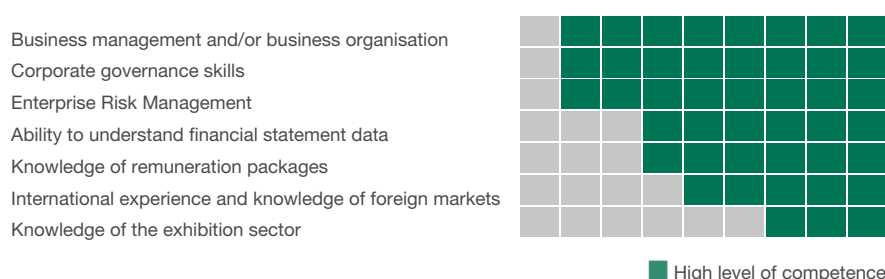 Business management and/or business organisation
Corporate governance skills
Enterprise Risk Management
Ability to understand financial statement data
Knowledge of remuneration packages
International experience and knowledge of foreign markets
Knowledge of the exhibition sector
High level of competence